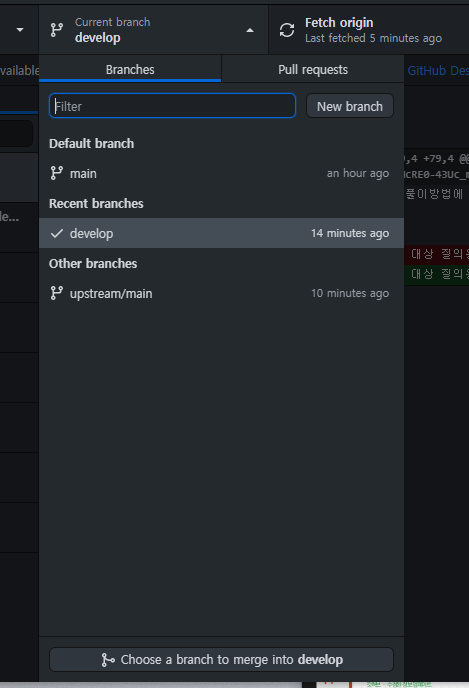 Current branch
develop
Fetch origin
Last fetched 5 minutes ago
vailable
Branches
Pull requests
GitHub Des
Filter
New branch
Default branch
,4 +79,4 @@
main
an hour ago
풀이방법에
Recent branches
le...
develop
14 minutes ago
대상 질의응
Other branches
대상 질의응
upstream/main
10 minutes ago
Choose a branch to merge into develop